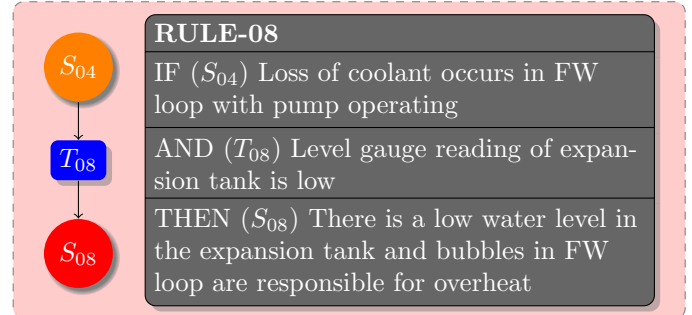 S04
T08
S08
RULE-08
IF (S04) Loss of coolant occurs in FW
loop with pump operating
AND (T08) Level gauge reading of expan-
sion tank is low
THEN (S08) There is a low water level in
the expansion tank and bubbles in FW
loop are responsible for overheat